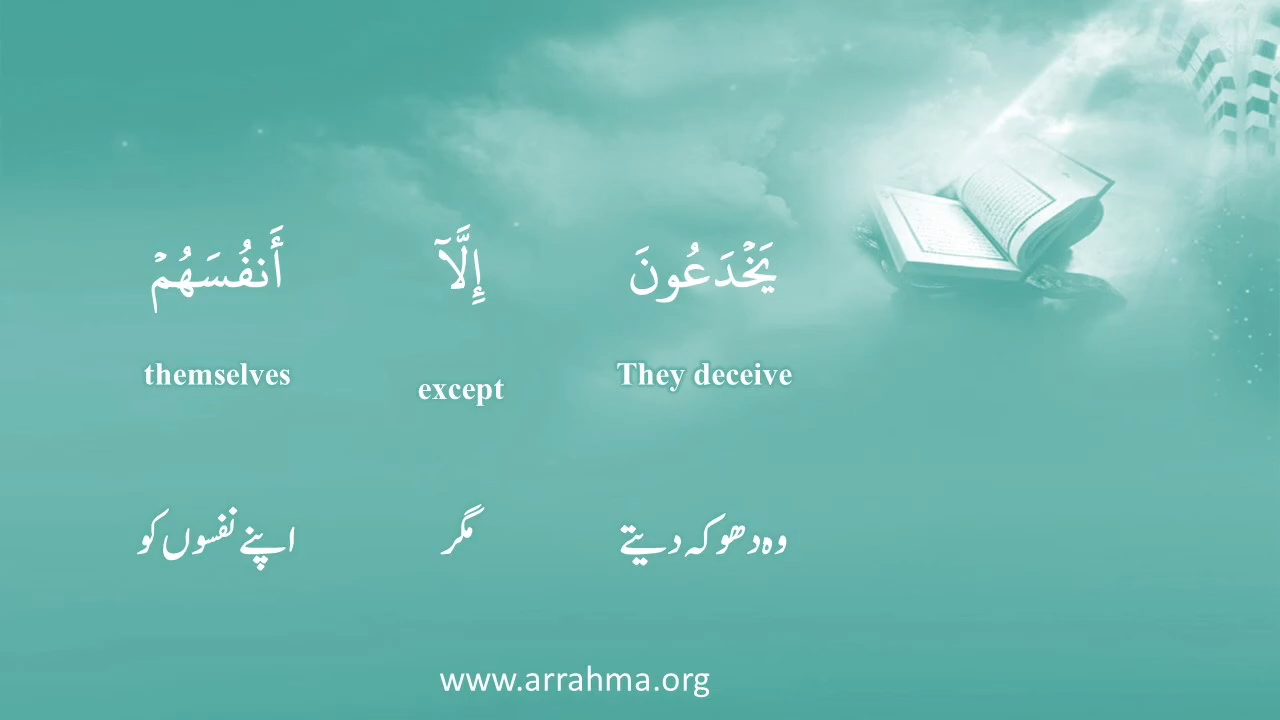 يَخْدَعُونَ إِلَّآ أَنفُسَهُمْ
They deceive except themselves
وہ دھوکہ دیتے مگر اپنے نفسوں کو
www.arrahma.org